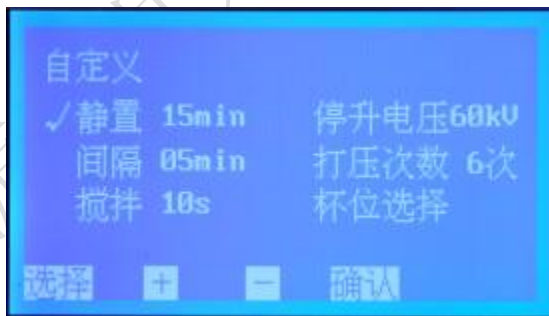 自定义
✓静置 15min 停升电压60kV
间隔 05min 打压次数 6次
搅拌 10s 杯位选择
选择 + - 确认